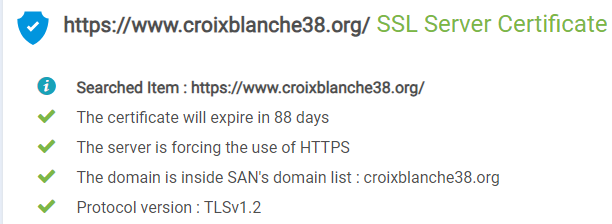 https://www.croixblanche38.org/ SSL Server Certificate
Searched Item : https://www.croixblanche38.org/
The certificate will expire in 88 days
The server is forcing the use of HTTPS
The domain is inside SAN's domain list : croixblanche38.org
Protocol version : TLSv1.2